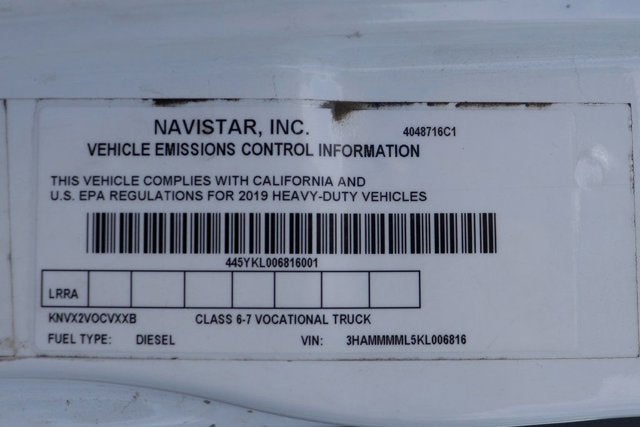 NAVISTAR, INC. 4048716C1
VEHICLE EMISSIONS CONTROL INFORMATION
THIS VEHICLE COMPLIES WITH CALIFORNIA AND
U.S. EPA REGULATIONS FOR 2019 HEAVY-DUTY VEHICLES
445YKL006816001
LRRA
KNVX2VOCVXXB CLASS 6-7 VOCATIONAL TRUCK
FUEL TYPE: DIESEL VIN: 3HAMMMML5KL006816